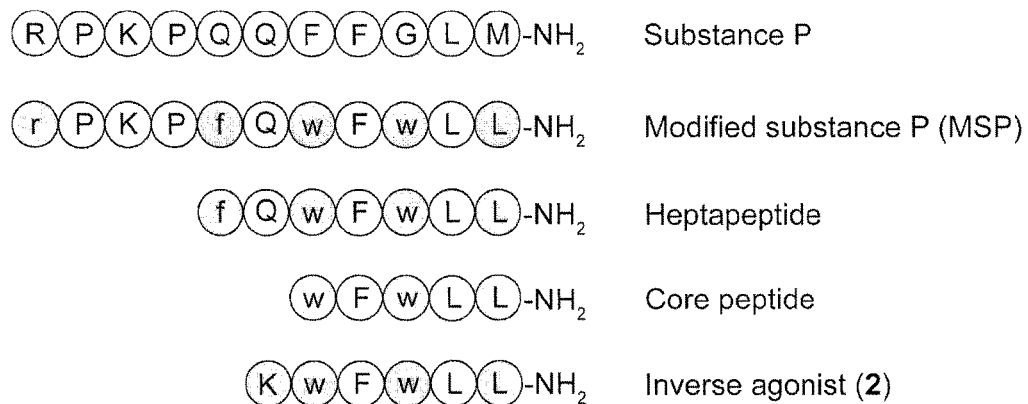 RPKPQQFFGLM-NH₂ Substance P
rPKPfQwFwLL-NH₂ Modified substance P (MSP)
fQwFwLL-NH₂ Heptapeptide
wFwLL-NH₂ Core peptide
KwFwLL-NH₂ Inverse agonist (2)